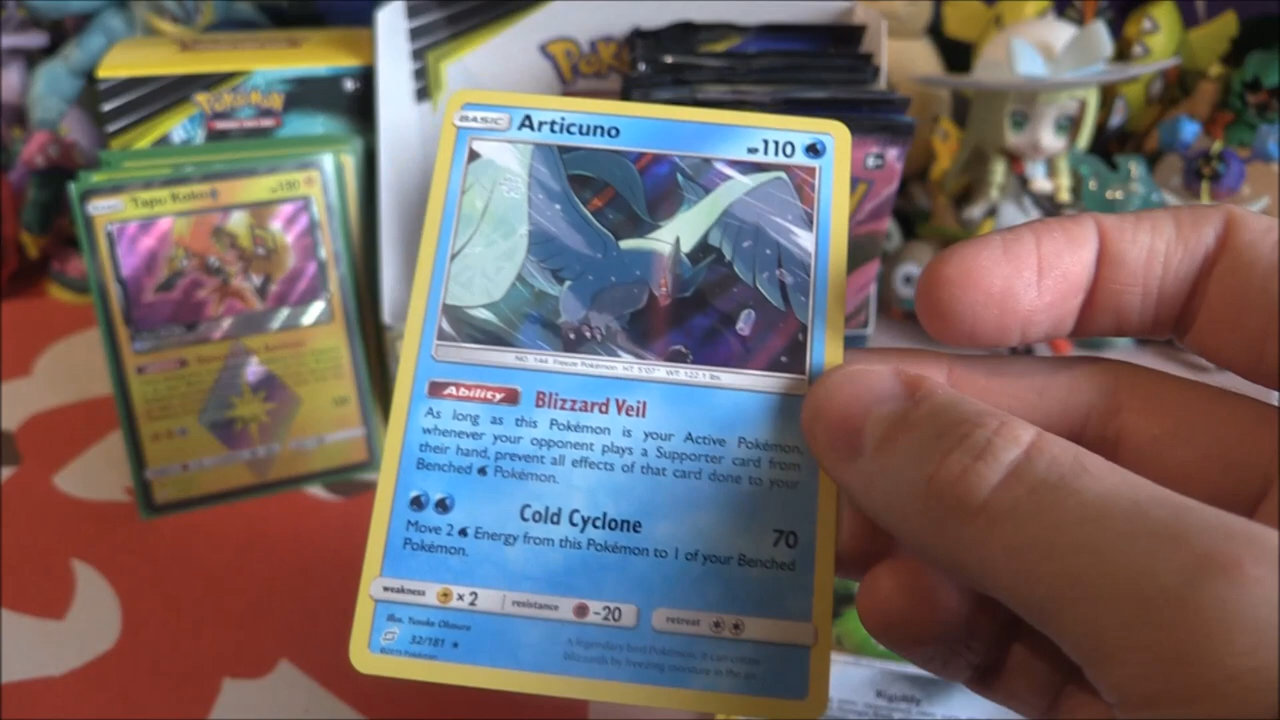 Pokémon
BASIC Articuno HP 110
NO. 144 Freeze Pokémon HT: 5'07" WT: 122.1 lbs.
Ability Blizzard Veil
As long as this Pokémon is your Active Pokémon,
whenever your opponent plays a Supporter card from
their hand, prevent all effects of that card done to your
Benched Pokémon.
Cold Cyclone 70
Move 2 Energy from this Pokémon to 1 of your Benched
Pokémon.
weakness ×2 resistance -20 retreat
Illus. Yusuke Ohmura
32/181
©2019 Pokémon
A legendary bird Pokémon. It can create
blizzards by freezing moisture in the air.
Tapu Koko